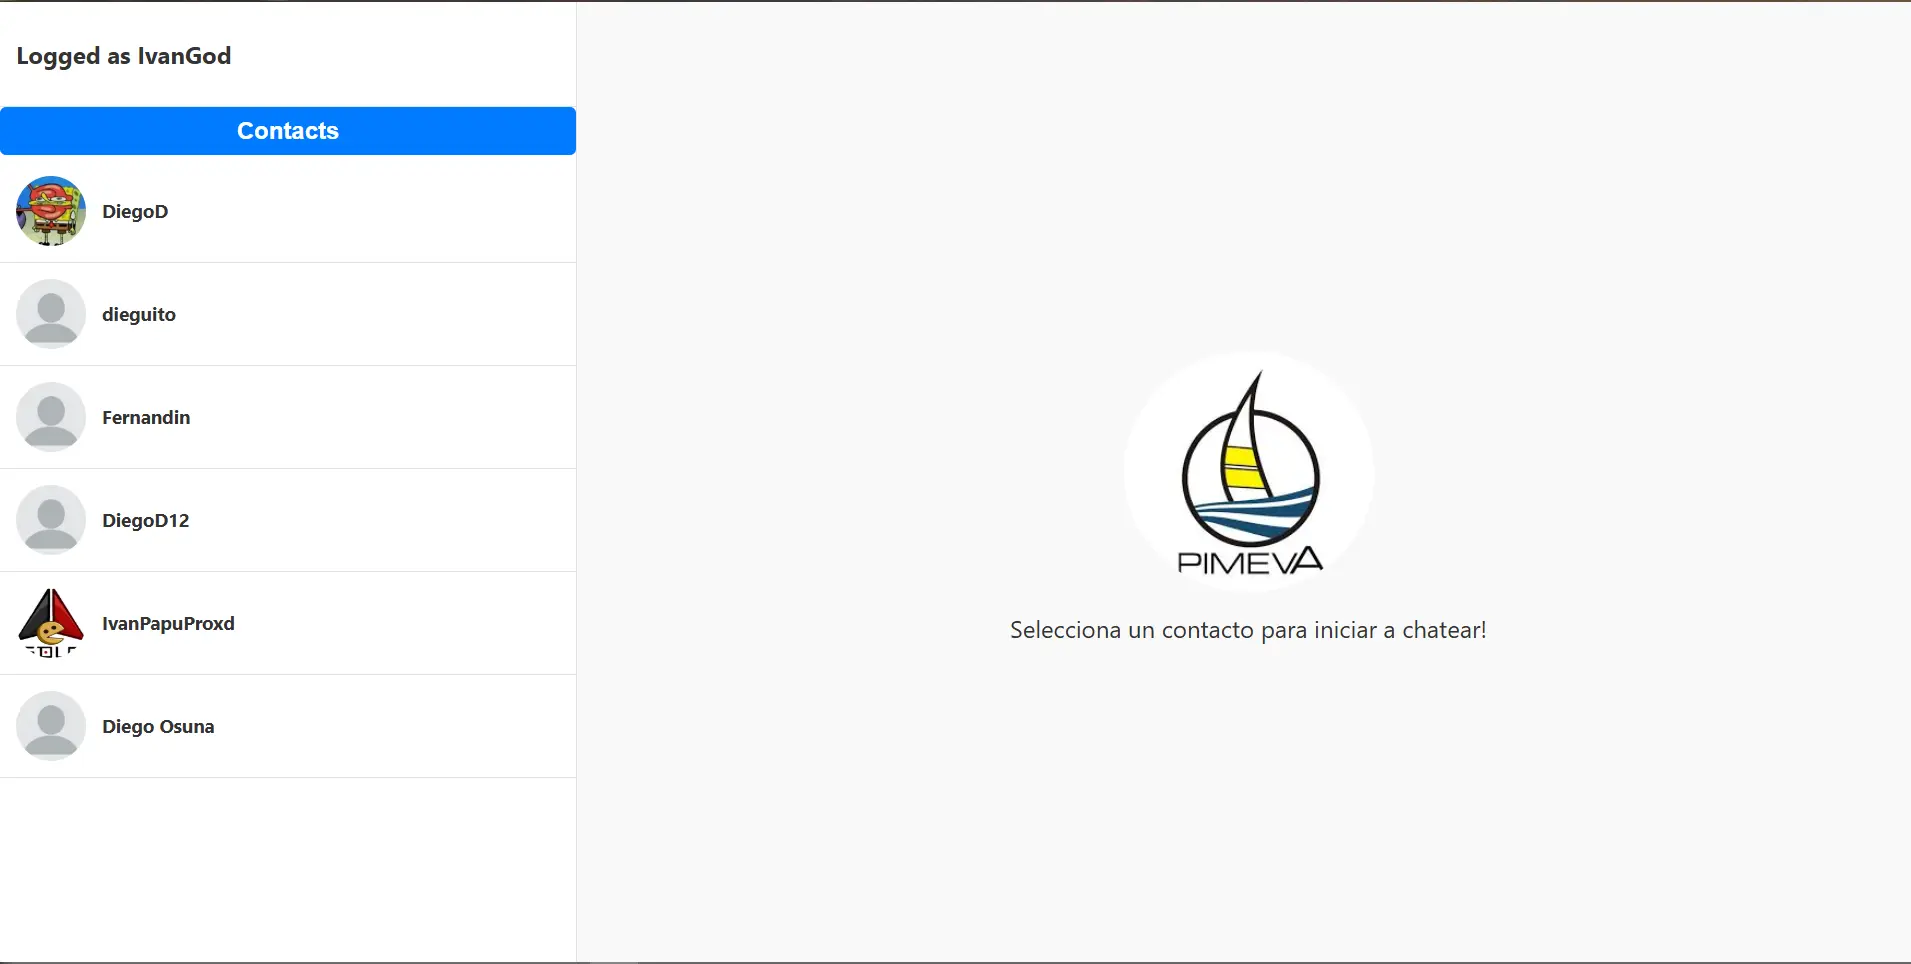 Logged as IvanGod
Contacts
DiegoD
dieguito
Fernandin
DiegoD12
IvanPapuProxd
Diego Osuna
PIMEVA
Selecciona un contacto para iniciar a chatear!